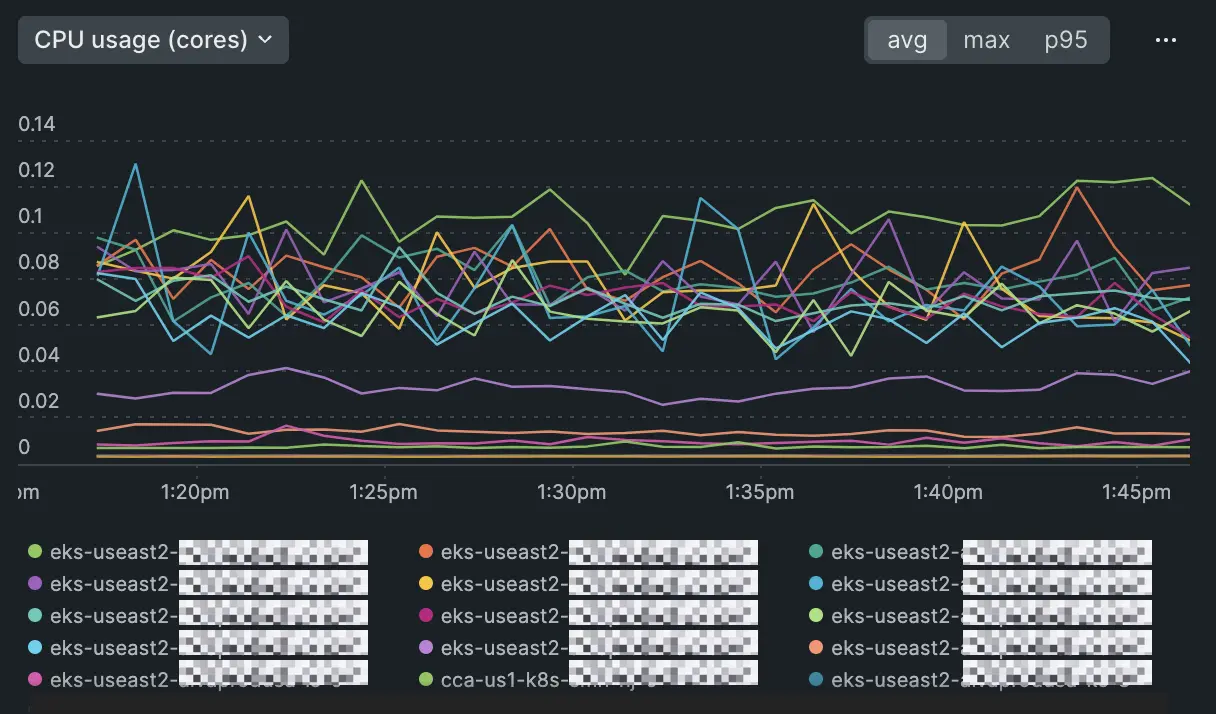 CPU usage (cores)
avg max p95
0.14
0.12
0.1
0.08
0.06
0.04
0.02
0
pm 1:20pm 1:25pm 1:30pm 1:35pm 1:40pm 1:45pm
eks-useast2- eks-useast2- eks-useast2-
eks-useast2- eks-useast2- eks-useast2-
eks-useast2- eks-useast2- eks-useast2-
eks-useast2- eks-useast2- eks-useast2-
eks-useast2- cca-us1-k8s- eks-useast2-